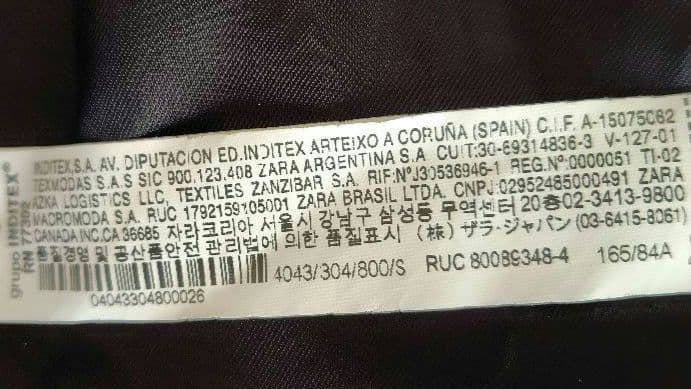 grupo INDITEX®
RN 77302
INDITEX,S.A. AV. DIPUTACION ED.INDITEX ARTEIXO A CORUÑA (SPAIN) C.I.F. A-15075062
TEXMODAS S.A.S SIC 900.123.408 ZARA ARGENTINA S.A. CUIT:30-69314836-3 V-127-01
AZKA LOGISTICS LLC, TEXTILES ZANZIBAR S.A. RIF:NºJ30536946-1 REG.Nº:0000051 TI-02
MACROMODA S.A. RUC 1792159105001 ZARA BRASIL LTDA. CNPJ:02952485000491 ZARA
CANADA INC.CA 36685 자라코리아 서울시 강남구 삼성동 무역센터 20층 02-3413-9800
품질경영 및 공산품안전 관리법에 의한 품질표시 (株) ザラ・ジャパン (03-6415-8061)
4043/304/800/S RUC 80089348-4 165/84A
04043304800026